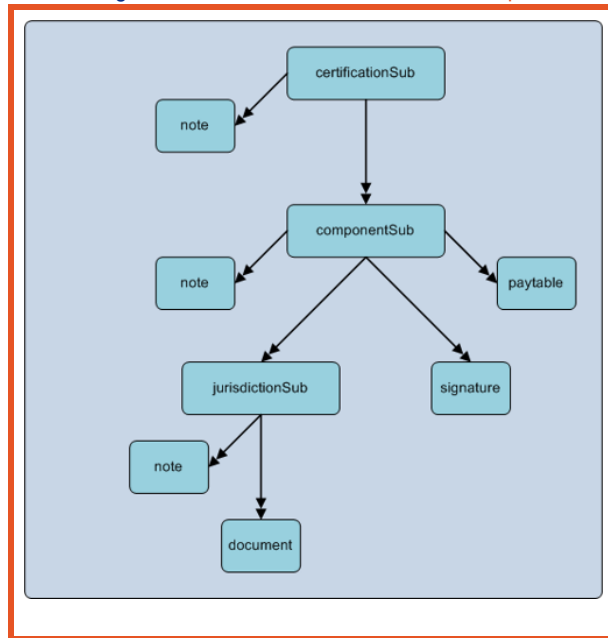 certificationSub
note
componentSub
note
paytable
jurisdictionSub
signature
note
document